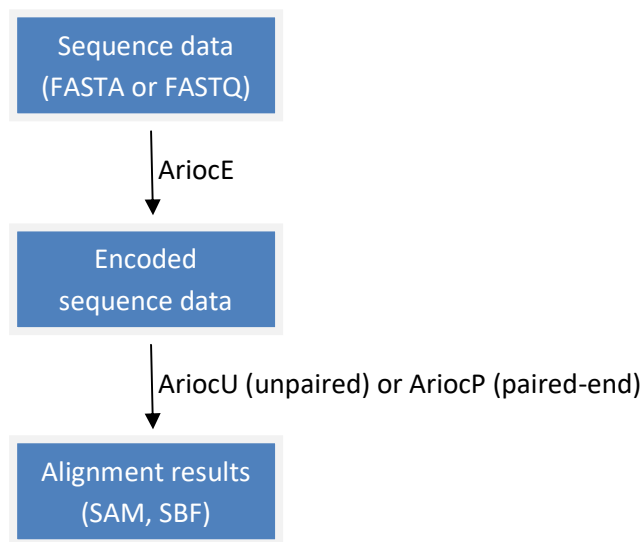 Sequence data
(FASTA or FASTQ)
AriocE
Encoded
sequence data
AriocU (unpaired) or AriocP (paired-end)
Alignment results
(SAM, SBF)